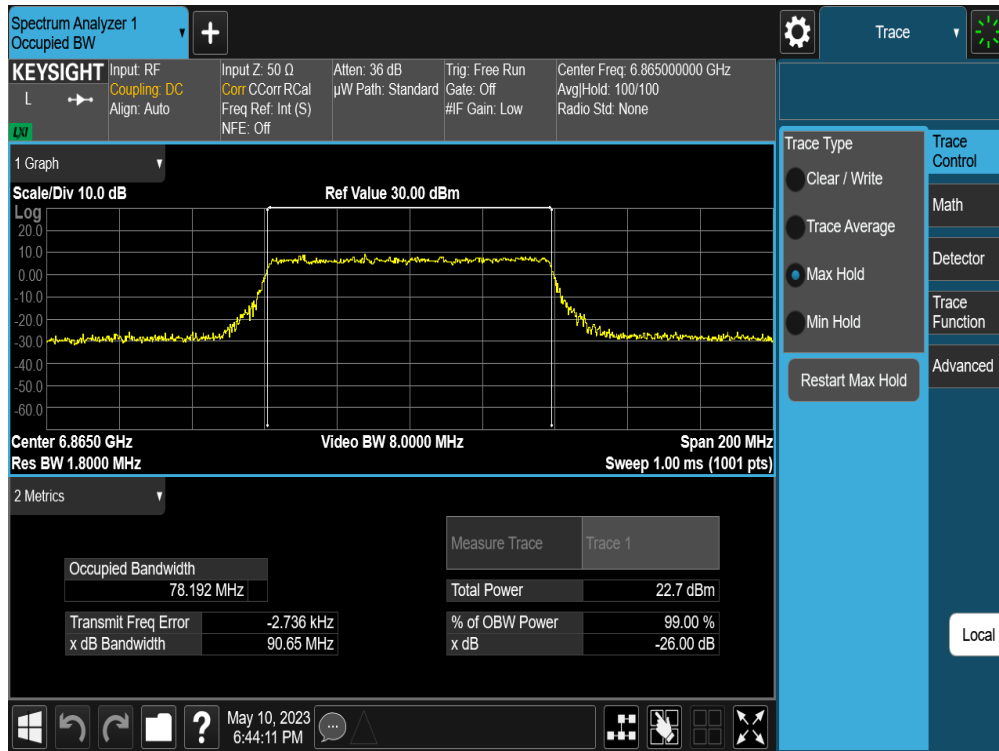 Spectrum Analyzer 1
Occupied BW
Trace
KEYSIGHT
L
LXI
Input: RF
Coupling: DC
Align: Auto
Input Z: 50 Ω
Corr CCorr RCal
Freq Ref: Int (S)
NFE: Off
Atten: 36 dB
µW Path: Standard
Trig: Free Run
Gate: Off
#IF Gain: Low
Center Freq: 6.865000000 GHz
Avg|Hold: 100/100
Radio Std: None
1 Graph
Scale/Div 10.0 dB
Ref Value 30.00 dBm
Log
20.0
10.0
0.00
-10.0
-20.0
-30.0
-40.0
-50.0
-60.0
Center 6.8650 GHz
Video BW 8.0000 MHz
Span 200 MHz
Res BW 1.8000 MHz
Sweep 1.00 ms (1001 pts)
2 Metrics
Measure Trace
Trace 1
Occupied Bandwidth
78.192 MHz
Total Power
22.7 dBm
Transmit Freq Error
-2.736 kHz
% of OBW Power
99.00 %
x dB Bandwidth
90.65 MHz
x dB
-26.00 dB
Trace Type
Clear / Write
Trace Average
Max Hold
Min Hold
Restart Max Hold
Trace
Control
Math
Detector
Trace
Function
Advanced
Local
?
May 10, 2023
6:44:11 PM